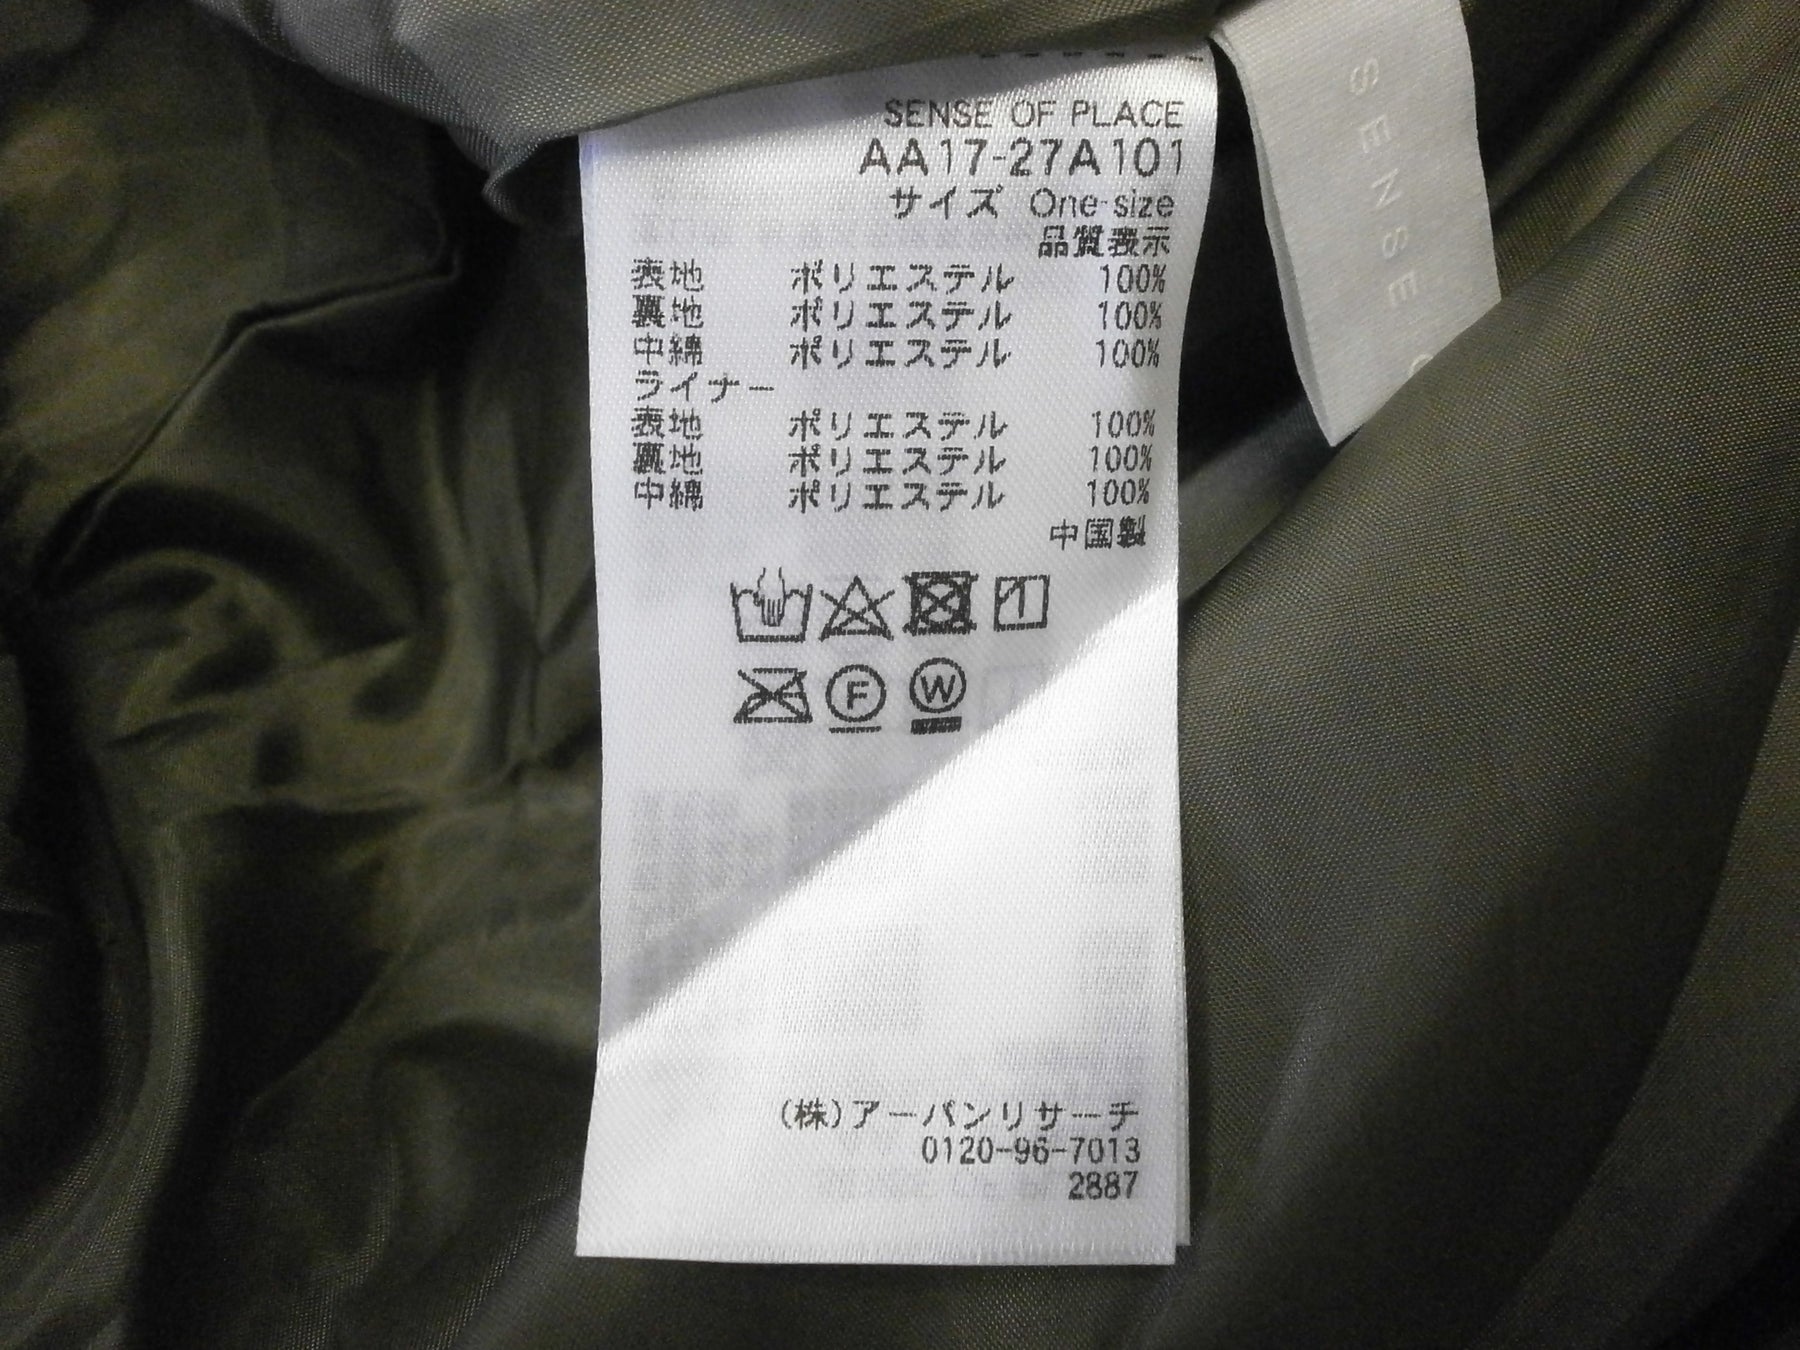 SENSE OF PLACE
AA17-27A101
サイズ One-size
品質表示
表地 ポリエステル 100%
裏地 ポリエステル 100%
中綿 ポリエステル 100%
ライナー
表地 ポリエステル 100%
裏地 ポリエステル 100%
中綿 ポリエステル 100%
中国製
F W
(株)アーバンリサーチ
0120-96-7013
2887
SENSE